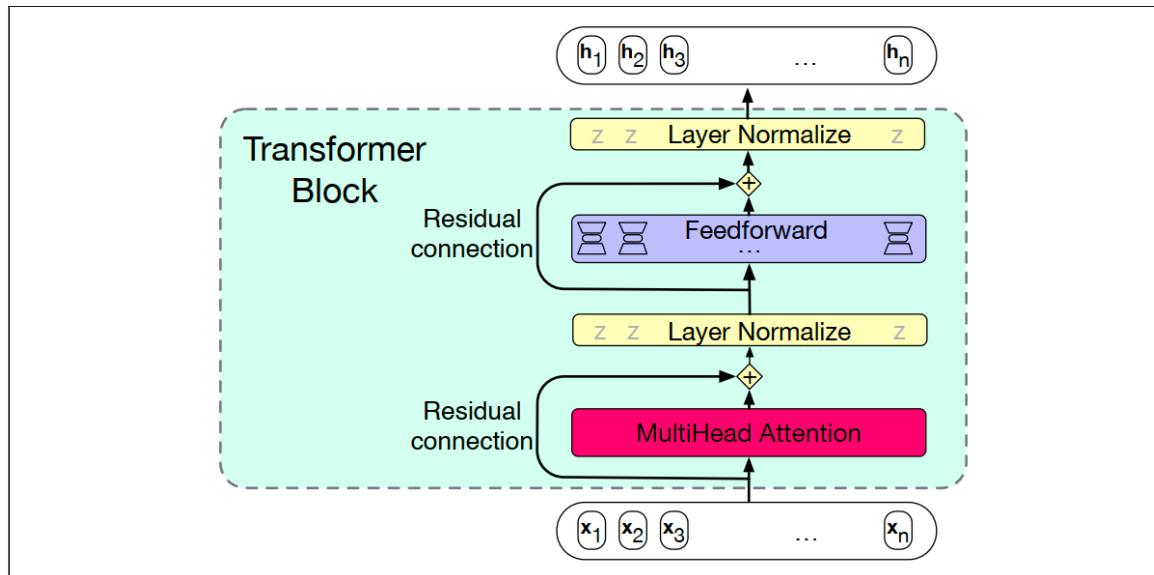 h1 h2 h3 ... hn
Transformer
Block
z z Layer Normalize z
+
Residual
connection
Feedforward
...
z z Layer Normalize z
+
Residual
connection
MultiHead Attention
x1 x2 x3 ... xn